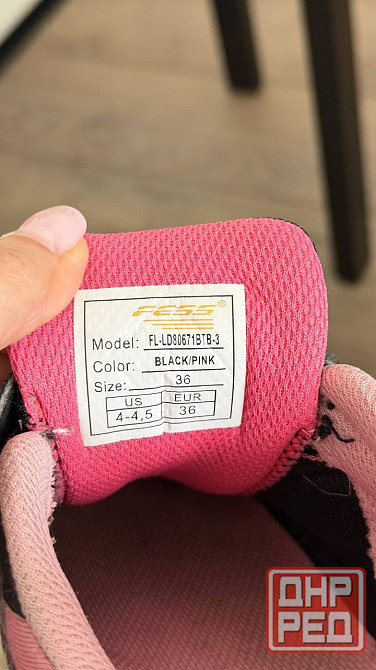 FESS
Model: FL-LD80671BTB-3
Color: BLACK/PINK
Size: 36
US EUR
4-4,5 36
ДНР
РЕД